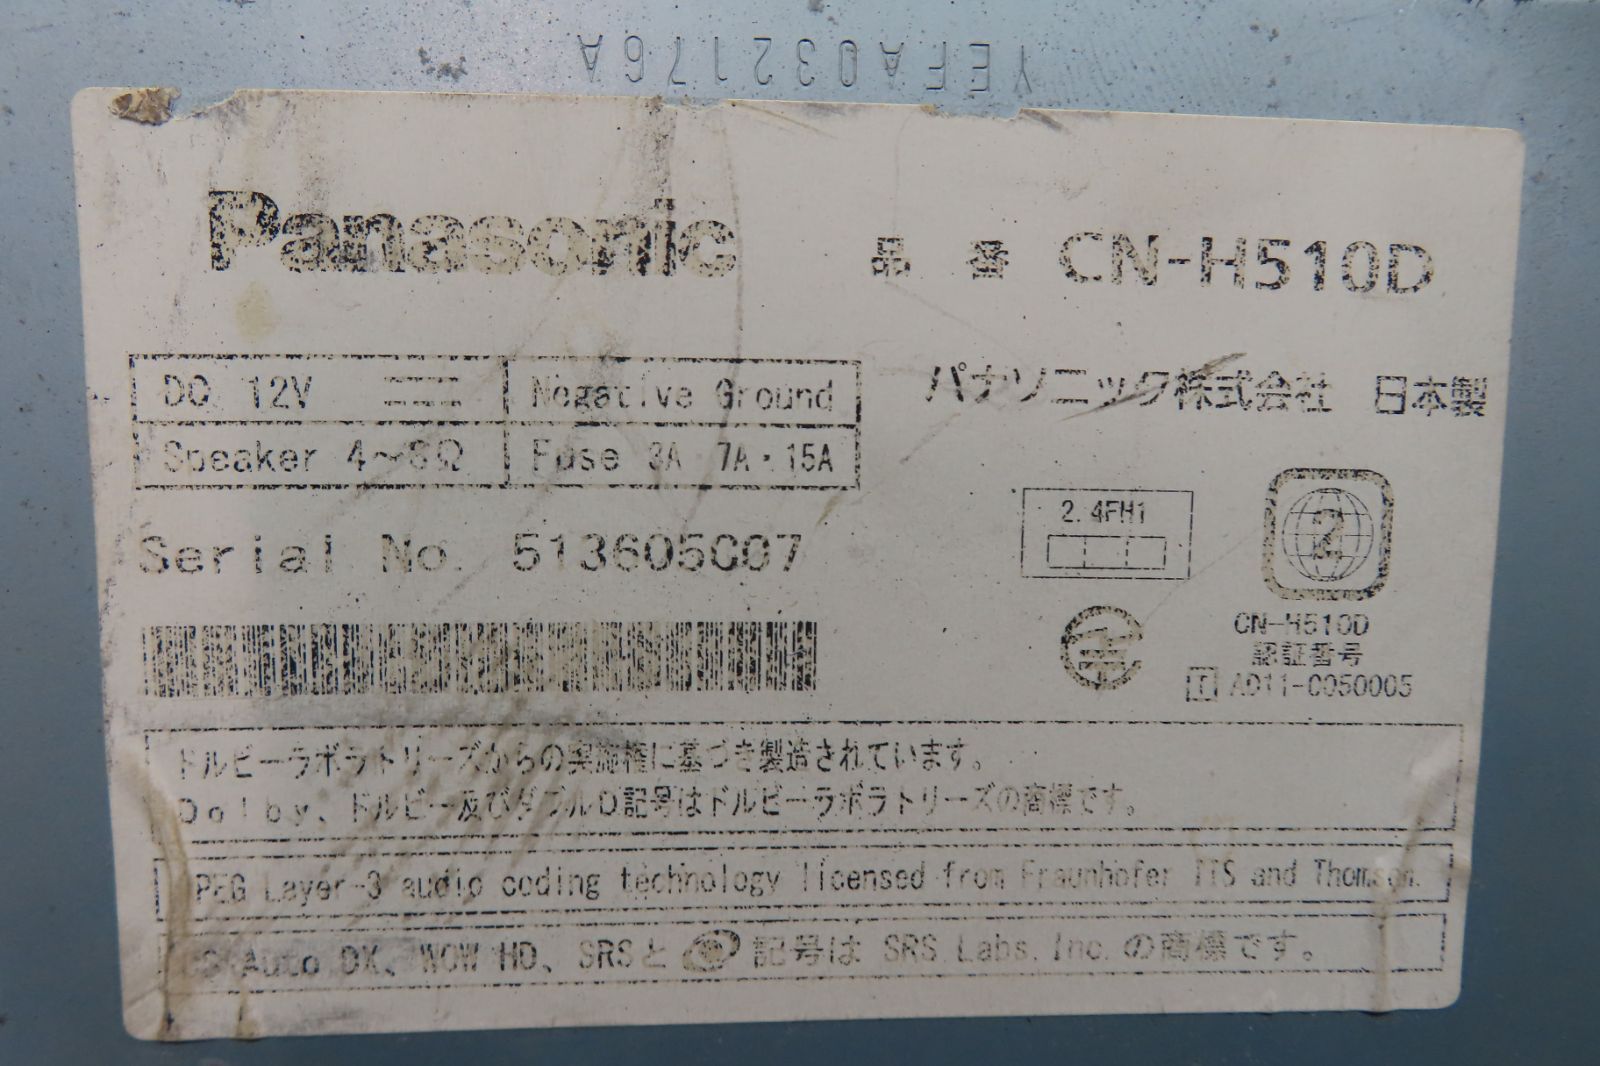 YEFA032176A
Panasonic 品番 CN-H510D
DC 12V Negative Ground
Speaker 4~8Ω Fuse 3A・7A・15A
パナソニック株式会社 日本製
Serial No. 513605C07
2.4FH1
2
CN-H510D
認証番号
T A011-0050005
ドルビーラボラトリーズからの実施権に基づき製造されています。
Dolby、ドルビー及びダブルD記号はドルビーラボラトリーズの商標です。
PEG Layer-3 audio coding technology licensed from Fraunhofer IIS and Thomson.
CS Auto DX、WOW HD、SRSと 記号は SRS Labs, Inc. の商標です。